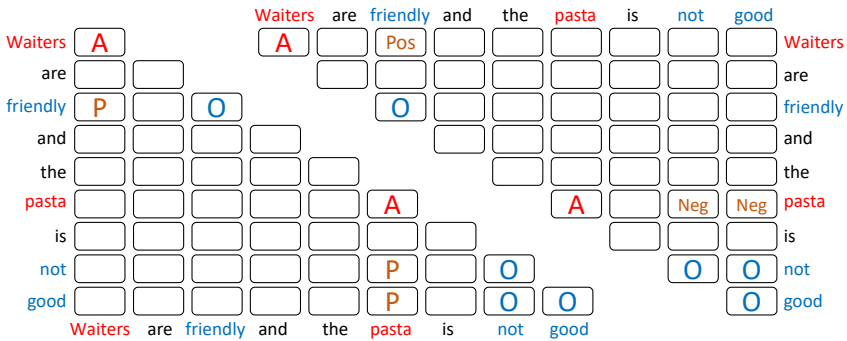 Waiters are friendly and the pasta is not good
Waiters A A Pos Waiters
are are
friendly P O O friendly
and and
the the
pasta A A Neg Neg pasta
is is
not P O O O not
good P O O O good
Waiters are friendly and the pasta is not good